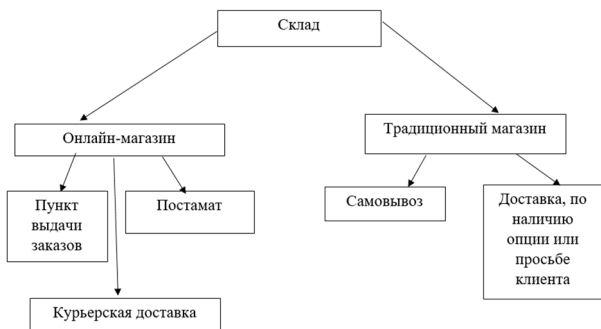 Склад
Онлайн-магазин
Традиционный магазин
Пункт
выдачи
заказов
Постамат
Самовывоз
Доставка, по
наличию
опции или
просьбе
клиента
Курьерская доставка